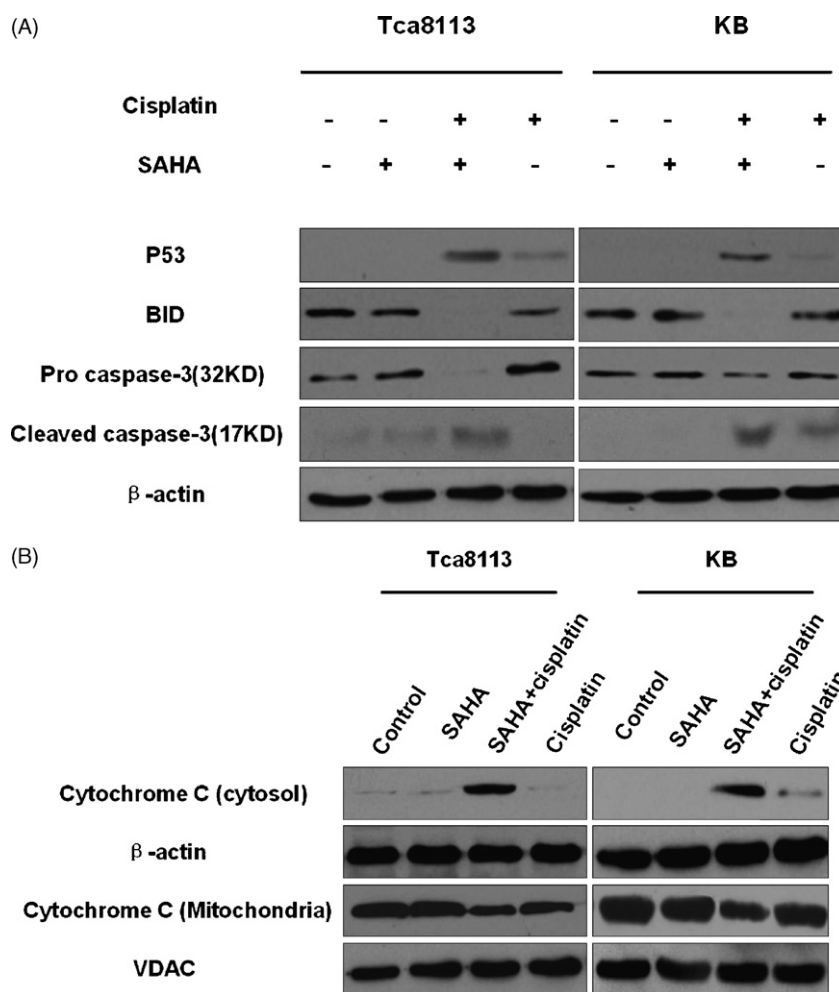 (A)
Tca8113 KB
Cisplatin - - + + - - + +
SAHA - + + - - + + -
P53
BID
Pro caspase-3(32KD)
Cleaved caspase-3(17KD)
β-actin
(B)
Tca8113 KB
Control SAHA SAHA+cisplatin Cisplatin Control SAHA SAHA+cisplatin Cisplatin
Cytochrome C (cytosol)
β-actin
Cytochrome C (Mitochondria)
VDAC